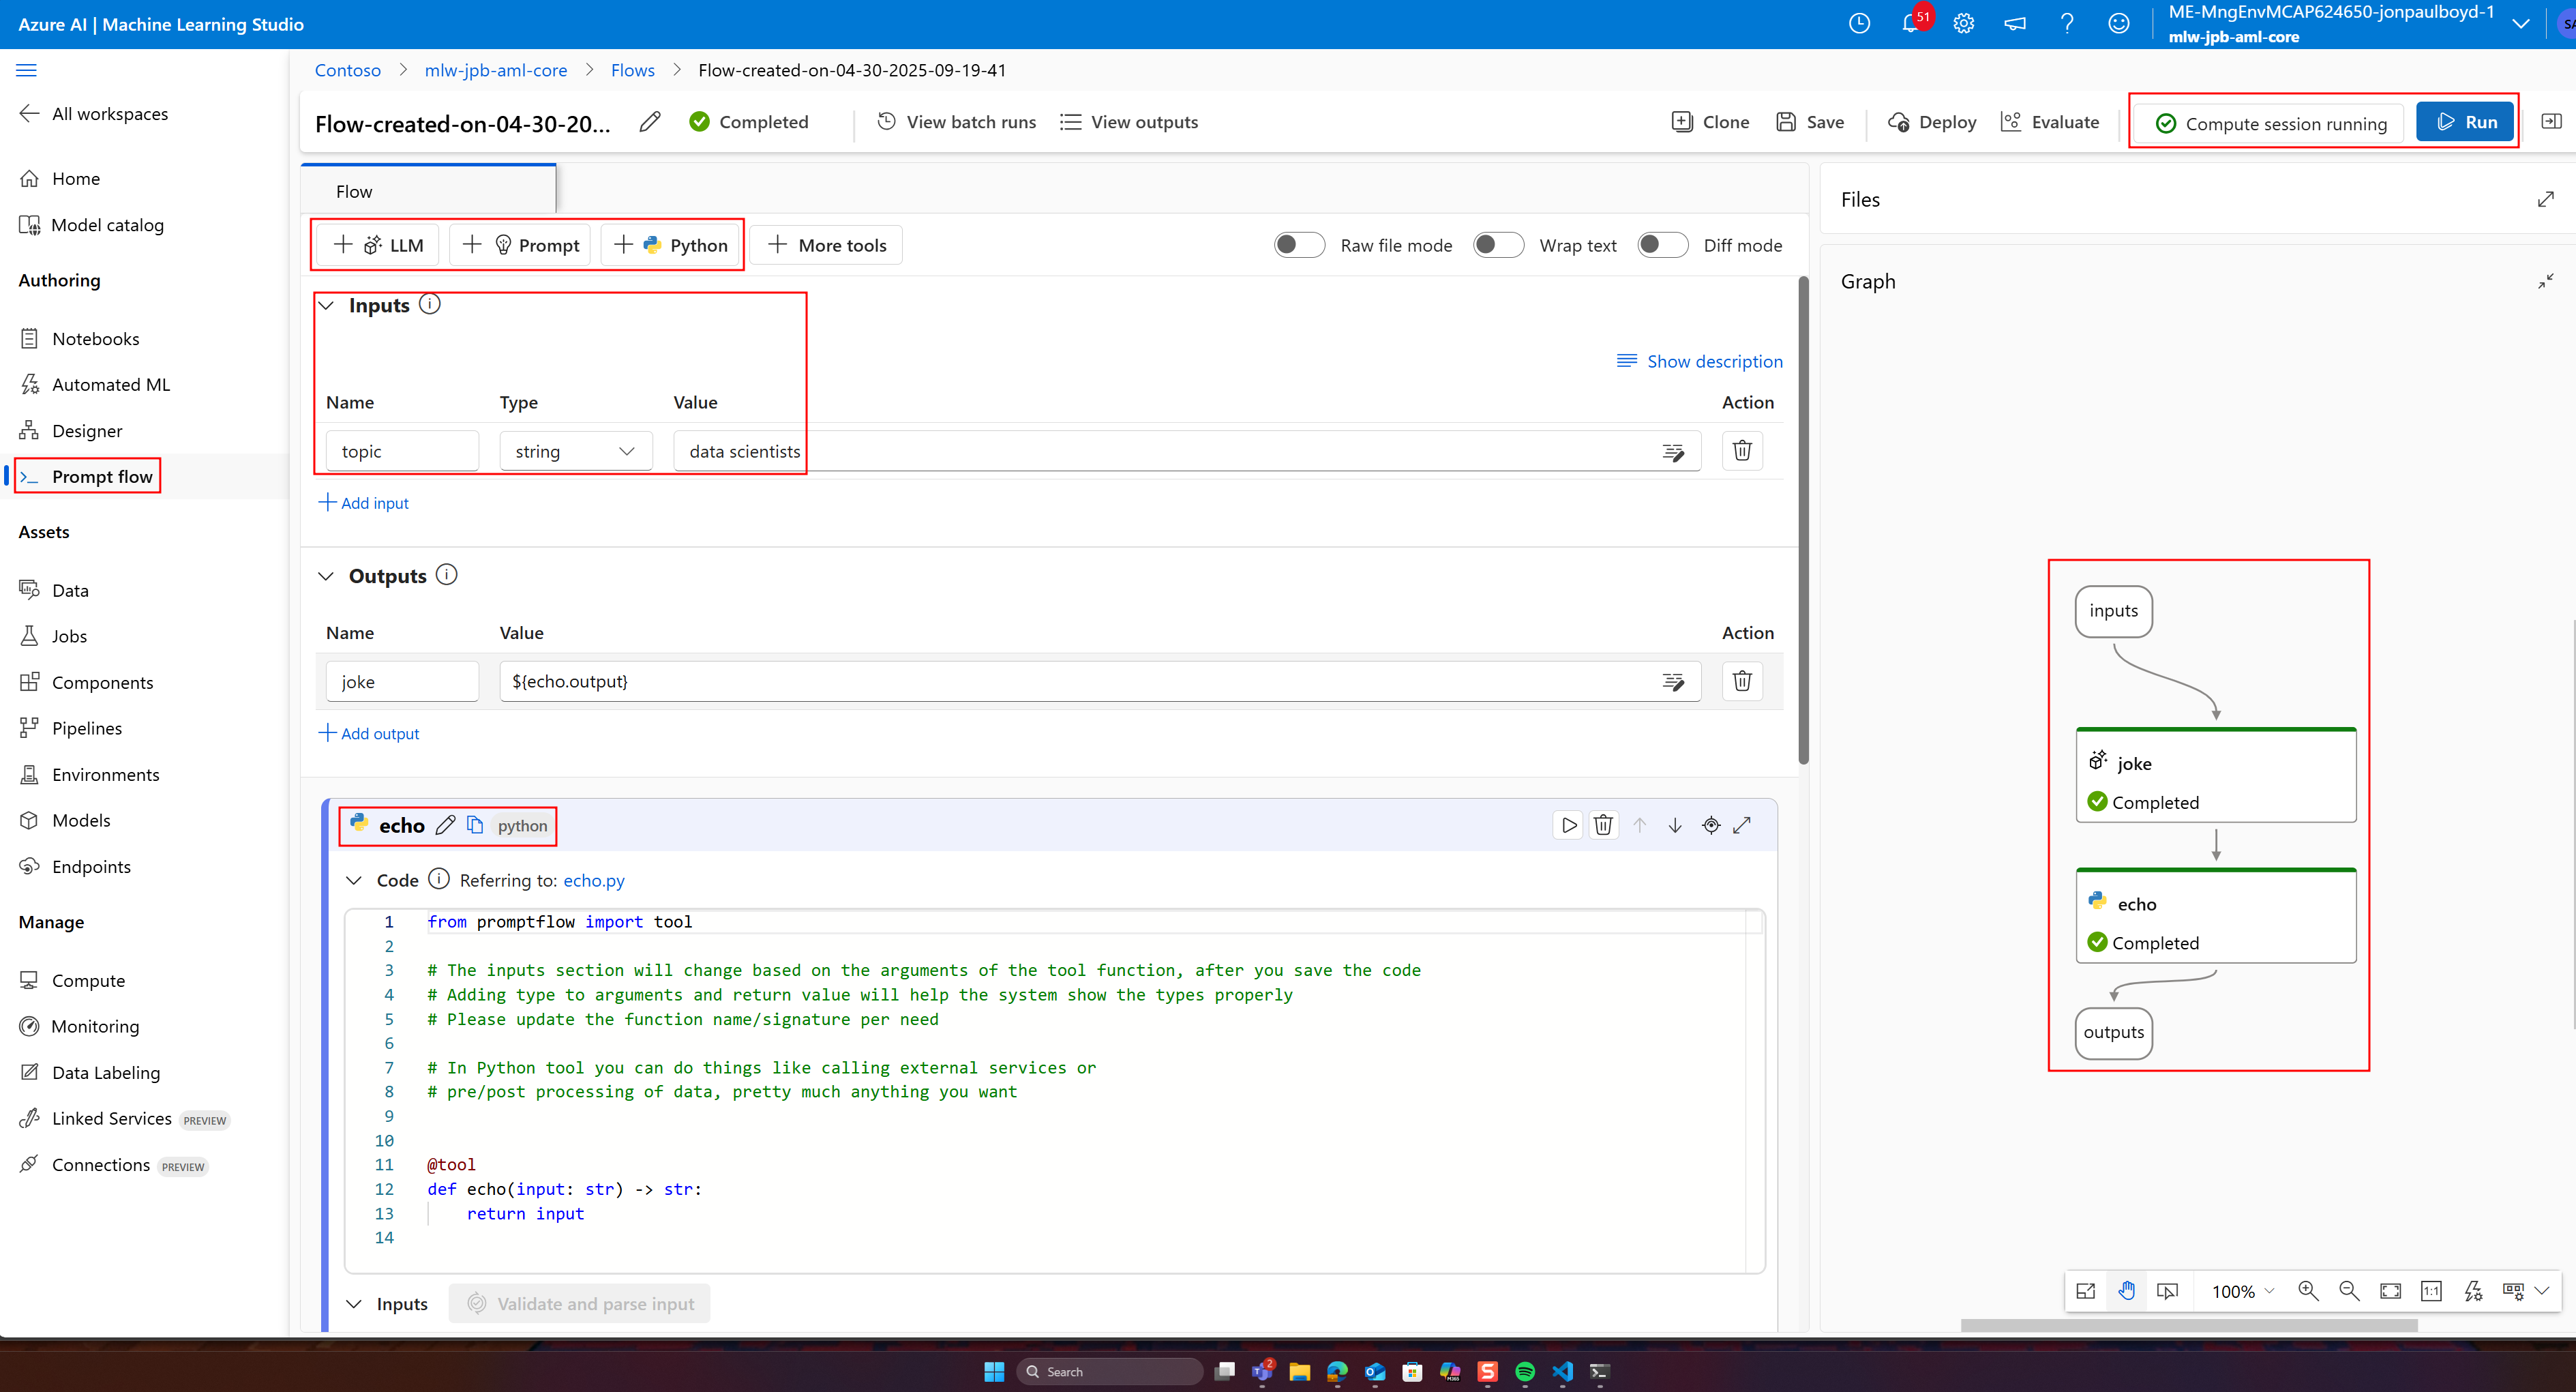 Azure AI | Machine Learning Studio
51
ME-MngEnvMCAP624650-jonpaulboyd-1
mlw-jpb-aml-core
SA
All workspaces
Home
Model catalog
Authoring
Notebooks
Automated ML
Designer
Prompt flow
Assets
Data
Jobs
Components
Pipelines
Environments
Models
Endpoints
Manage
Compute
Monitoring
Data Labeling
Linked Services PREVIEW
Connections PREVIEW
Contoso > mlw-jpb-aml-core > Flows > Flow-created-on-04-30-2025-09-19-41
Flow-created-on-04-30-20... Completed View batch runs View outputs Clone Save Deploy Evaluate Compute session running Run
Flow
+ LLM + Prompt + Python + More tools Raw file mode Wrap text Diff mode
Inputs
Show description
Name Type Value Action
topic string data scientists
+ Add input
Outputs
Name Value Action
joke ${echo.output}
+ Add output
echo python
Code Referring to: echo.py
1 from promptflow import tool
2
3 # The inputs section will change based on the arguments of the tool function, after you save the code
4 # Adding type to arguments and return value will help the system show the types properly
5 # Please update the function name/signature per need
6
7 # In Python tool you can do things like calling external services or
8 # pre/post processing of data, pretty much anything you want
9
10
11 @tool
12 def echo(input: str) -> str:
13     return input
14
Inputs Validate and parse input
Files
Graph
inputs
joke
Completed
echo
Completed
outputs
100% 1:1
Search
2
M365